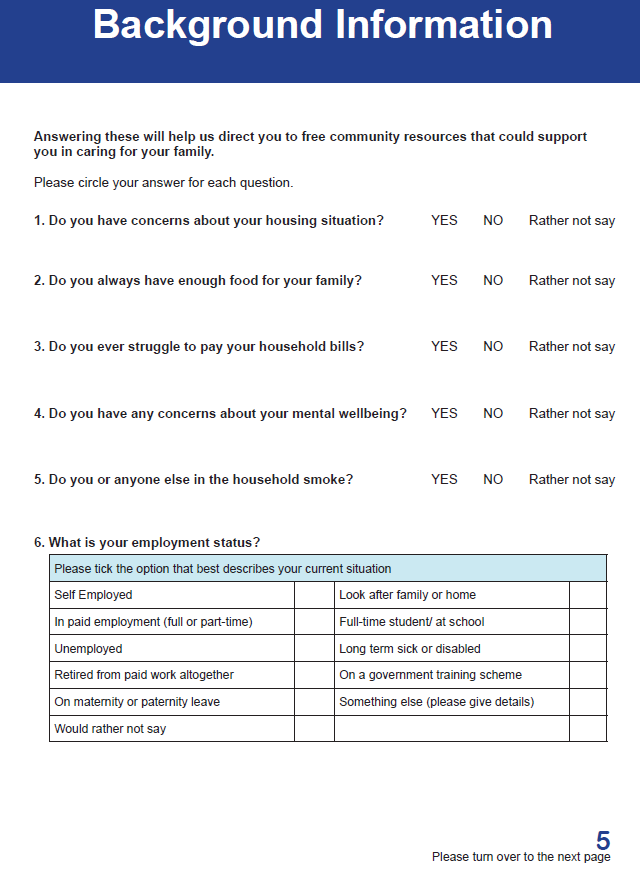 Background Information
Answering these will help us direct you to free community resources that could support
you in caring for your family.
Please circle your answer for each question.
1. Do you have concerns about your housing situation? YES NO Rather not say
2. Do you always have enough food for your family? YES NO Rather not say
3. Do you ever struggle to pay your household bills? YES NO Rather not say
4. Do you have any concerns about your mental wellbeing? YES NO Rather not say
5. Do you or anyone else in the household smoke? YES NO Rather not say
6. What is your employment status?
Please tick the option that best describes your current situation
Self Employed Look after family or home
In paid employment (full or part-time) Full-time student/ at school
Unemployed Long term sick or disabled
Retired from paid work altogether On a government training scheme
On maternity or paternity leave Something else (please give details)
Would rather not say
5
Please turn over to the next page